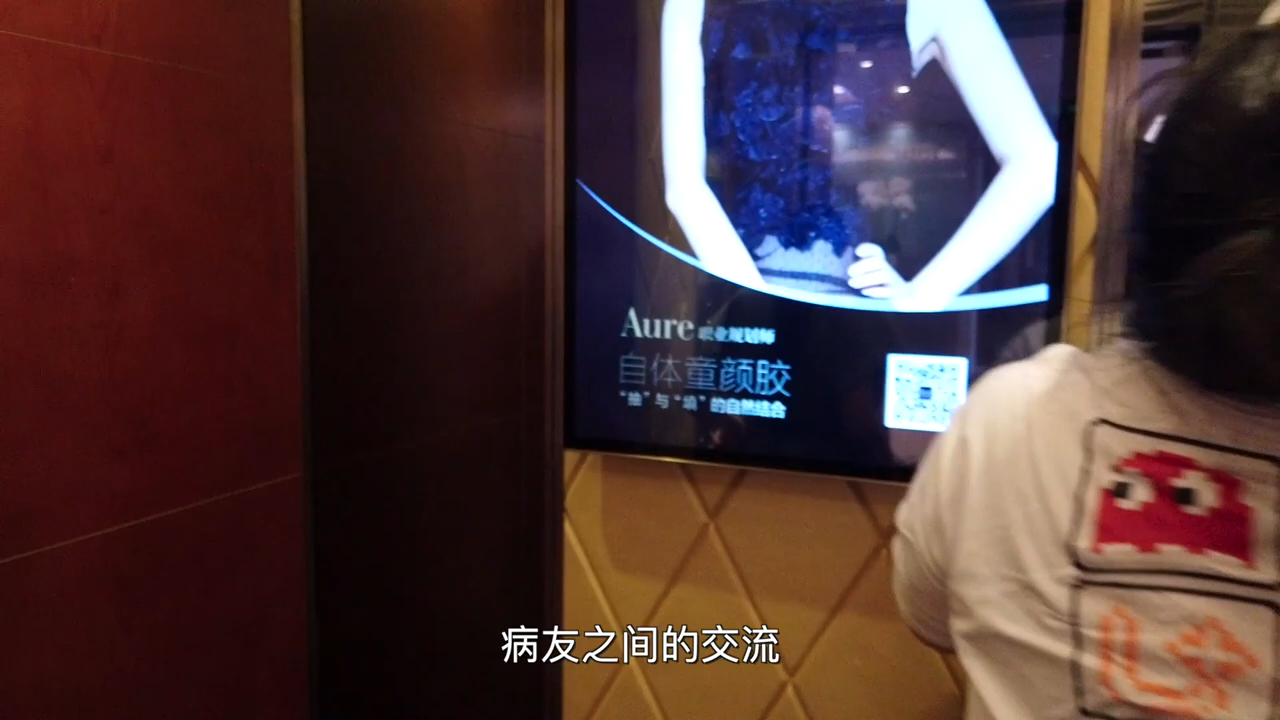 Aure 职业规划师
自体童颜胶
“抽”与“填”的自然结合
病友之间的交流